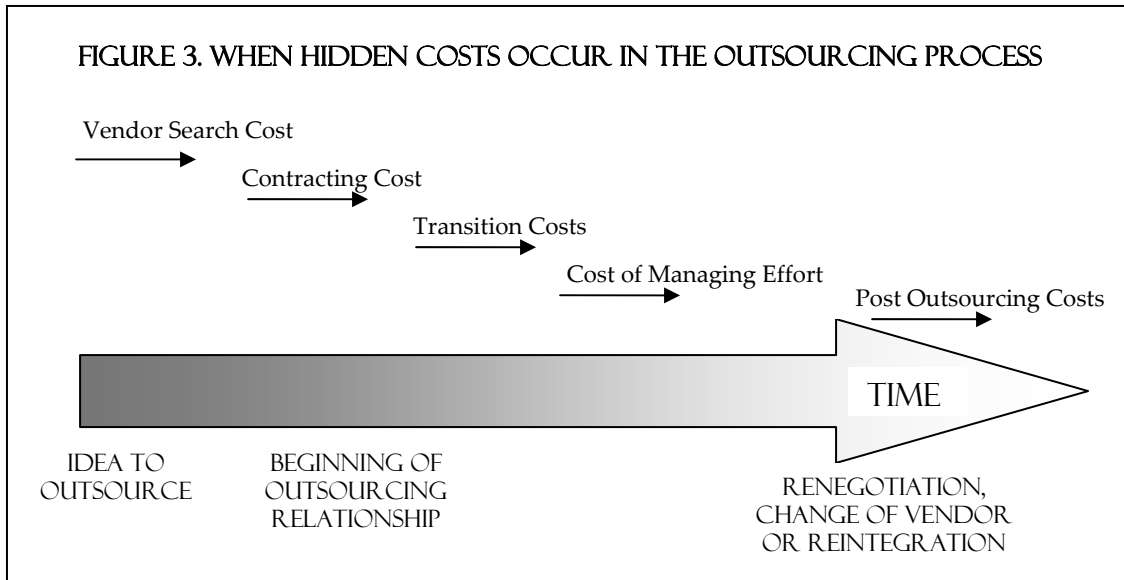 FIGURE 3. WHEN HIDDEN COSTS OCCUR IN THE OUTSOURCING PROCESS
Vendor Search Cost
Contracting Cost
Transition Costs
Cost of Managing Effort
Post Outsourcing Costs
TIME
IDEA TO
OUTSOURCE
BEGINNING OF
OUTSOURCING
RELATIONSHIP
RENEGOTIATION,
CHANGE OF VENDOR
OR REINTEGRATION